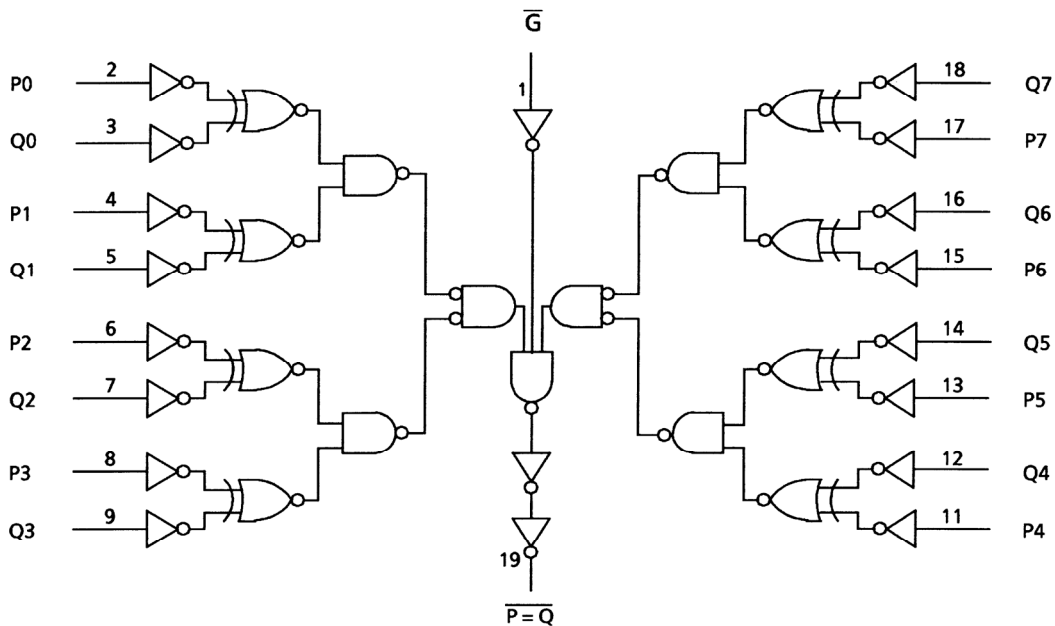 G̅
P0 2 18 Q7
1
Q0 3 17 P7
P1 4 16 Q6
Q1 5 15 P6
P2 6 14 Q5
Q2 7 13 P5
P3 8 12 Q4
Q3 9 11 P4
19
P̅ ̅=̅ ̅Q̅